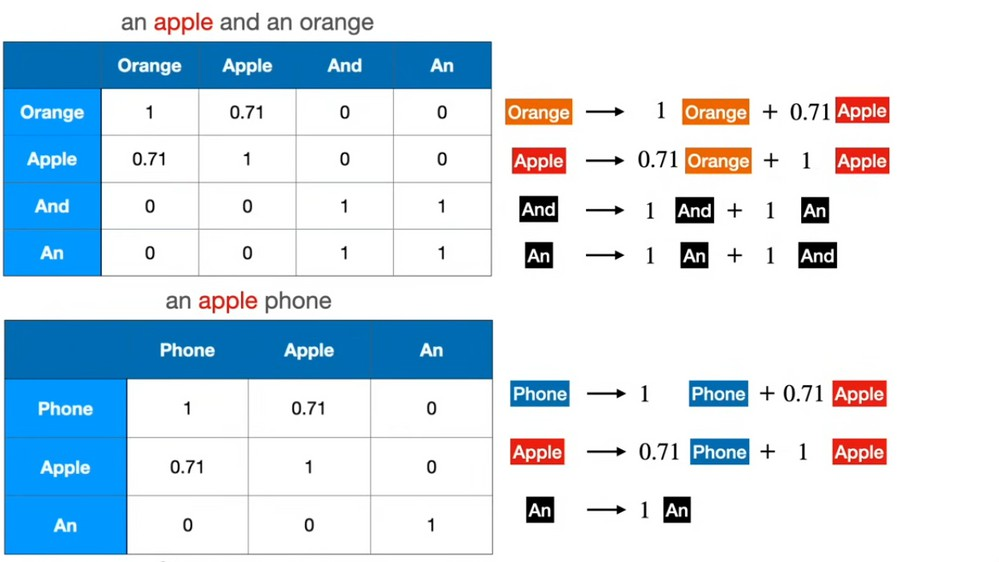 an apple and an orange
Orange Apple And An
Orange 1 0.71 0 0
Apple 0.71 1 0 0
And 0 0 1 1
An 0 0 1 1
Orange → 1 Orange + 0.71 Apple
Apple → 0.71 Orange + 1 Apple
And → 1 And + 1 An
An → 1 An + 1 And
an apple phone
Phone Apple An
Phone 1 0.71 0
Apple 0.71 1 0
An 0 0 1
Phone → 1 Phone + 0.71 Apple
Apple → 0.71 Phone + 1 Apple
An → 1 An